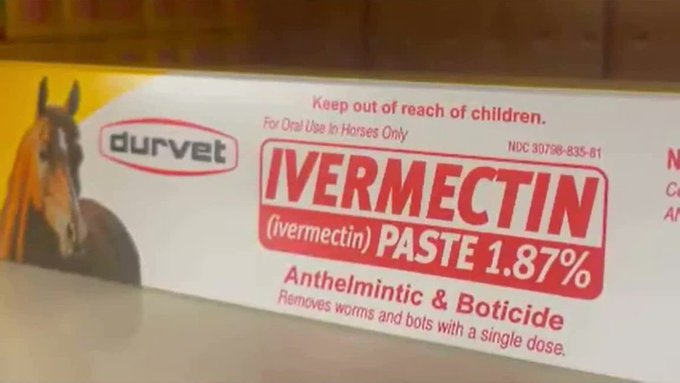 Keep out of reach of children.
For Oral Use In Horses Only
NDC 30798-835-81
durvet
IVERMECTIN
(ivermectin) PASTE 1.87%
Anthelmintic & Boticide
Removes worms and bots with a single dose.